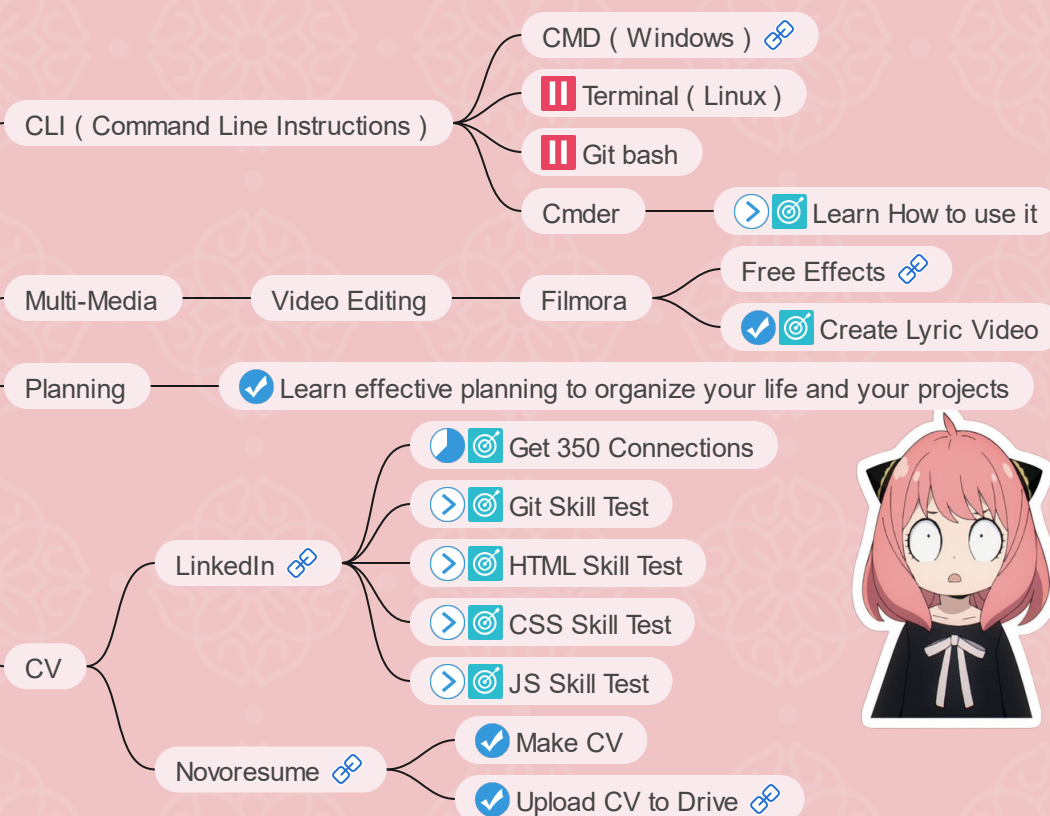 CMD ( Windows )
Terminal ( Linux )
CLI ( Command Line Instructions )
Git bash
Cmder
Learn How to use it
Free Effects
Multi-Media
Video Editing
Filmora
Create Lyric Video
Planning
Learn effective planning to organize your life and your projects
Get 350 Connections
Git Skill Test
LinkedIn
HTML Skill Test
CSS Skill Test
CV
JS Skill Test
Make CV
Novoresume
Upload CV to Drive